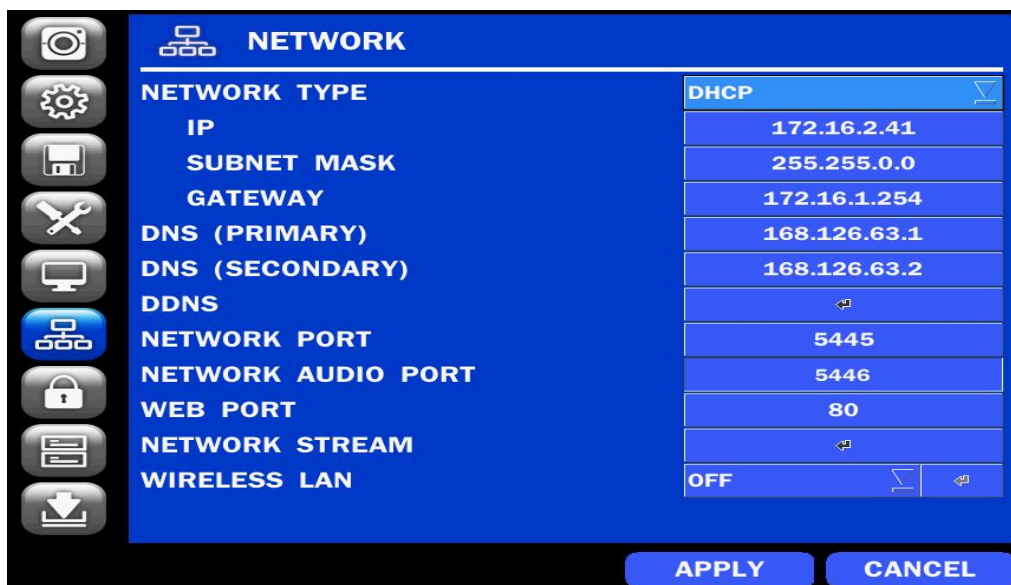 NETWORK
NETWORK TYPE DHCP
IP 172.16.2.41
SUBNET MASK 255.255.0.0
GATEWAY 172.16.1.254
DNS (PRIMARY) 168.126.63.1
DNS (SECONDARY) 168.126.63.2
DDNS
NETWORK PORT 5445
NETWORK AUDIO PORT 5446
WEB PORT 80
NETWORK STREAM
WIRELESS LAN OFF
APPLY CANCEL